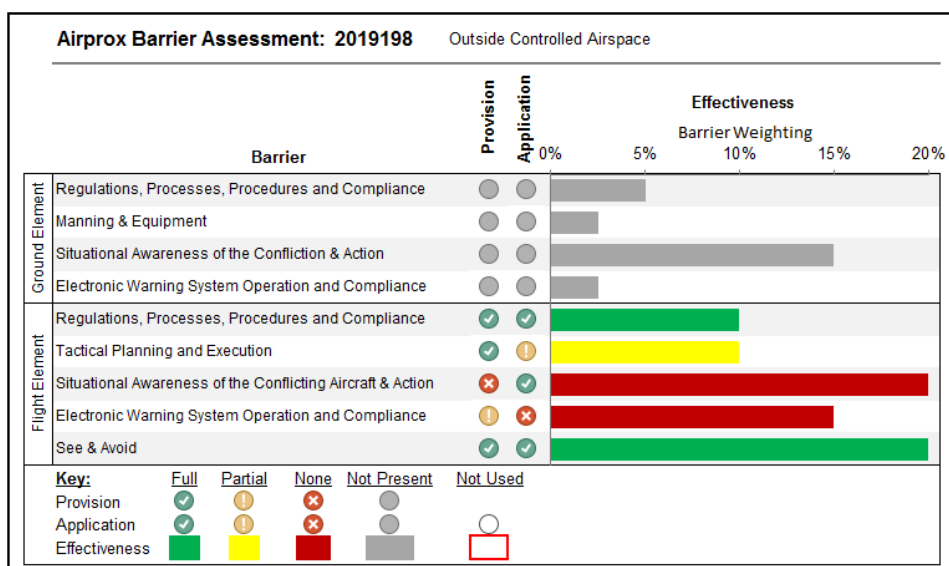 Airprox Barrier Assessment: 2019198 Outside Controlled Airspace
Barrier Provision Application Effectiveness
Barrier Weighting
0% 5% 10% 15% 20%
Ground Element
Regulations, Processes, Procedures and Compliance
Manning & Equipment
Situational Awareness of the Confliction & Action
Electronic Warning System Operation and Compliance
Flight Element
Regulations, Processes, Procedures and Compliance
Tactical Planning and Execution
Situational Awareness of the Conflicting Aircraft & Action
Electronic Warning System Operation and Compliance
See & Avoid
Key: Full Partial None Not Present Not Used
Provision
Application
Effectiveness